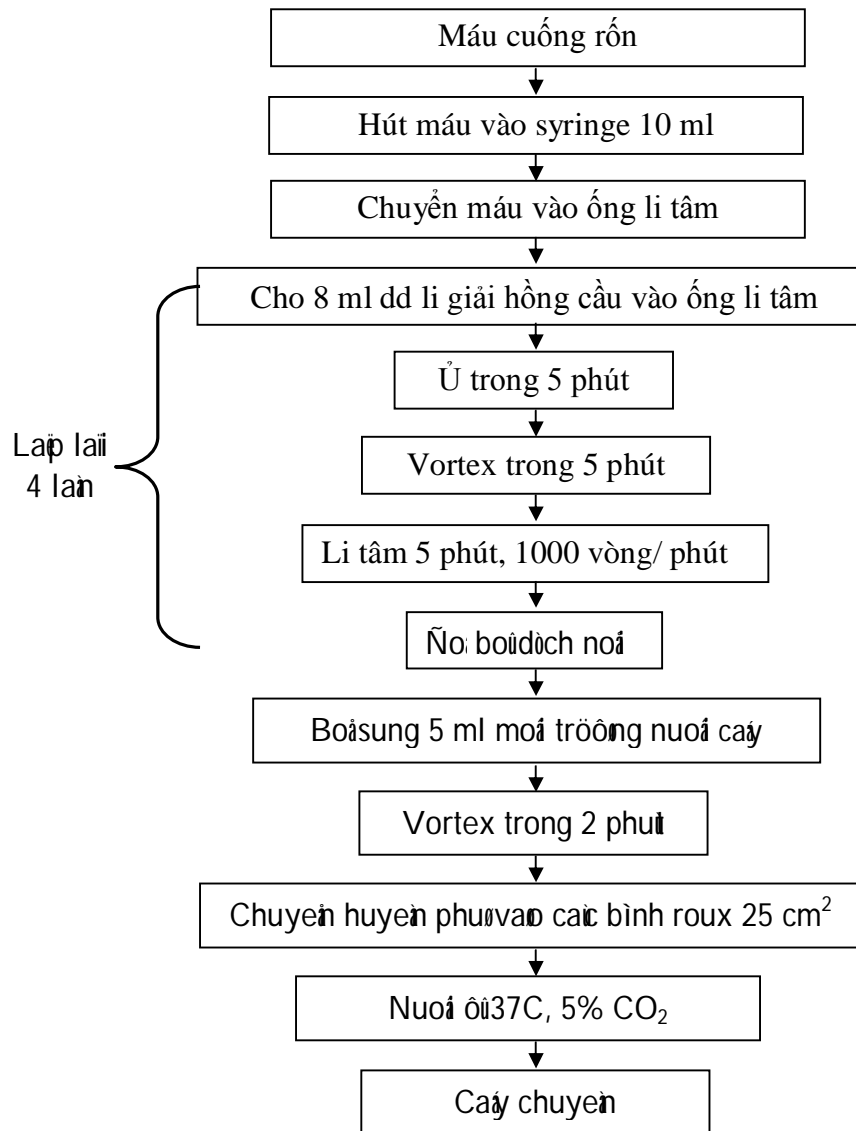 Máu cuống rốn
Hút máu vào syringe 10 ml
Chuyển máu vào ống li tâm
Cho 8 ml dd li giải hồng cầu vào ống li tâm
Ủ trong 5 phút
Laëp laïi
4 laàn
Vortex trong 5 phút
Li tâm 5 phút, 1000 vòng/ phút
Ñoå boû dòch noåi
Boå sung 5 ml moâi tröôøng nuoâi caáy
Vortex trong 2 phuùt
Chuyeån huyeàn phuø vaøo caùc bình roux 25 cm²
Nuoâi ôû 37C, 5% CO₂
Caáy chuyeàn